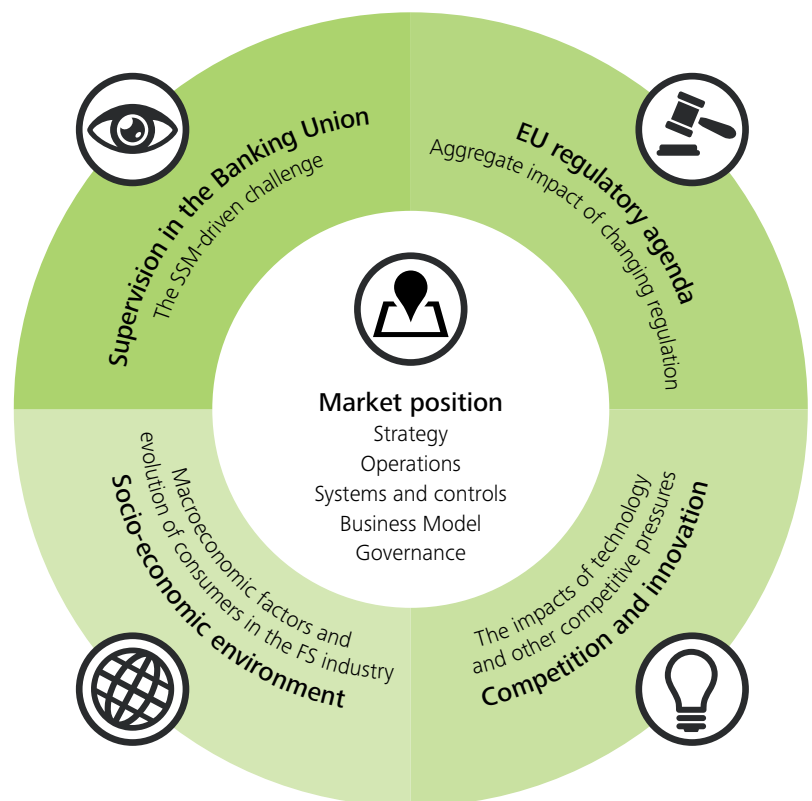 Supervision in the Banking Union
The SSM-driven challenge
EU regulatory agenda
Aggregate impact of changing regulation
Market position
Strategy
Operations
Systems and controls
Business Model
Governance
Macroeconomic factors and
evolution of consumers in the FS industry
Socio-economic environment
The impacts of technology
and other competitive pressures
Competition and innovation